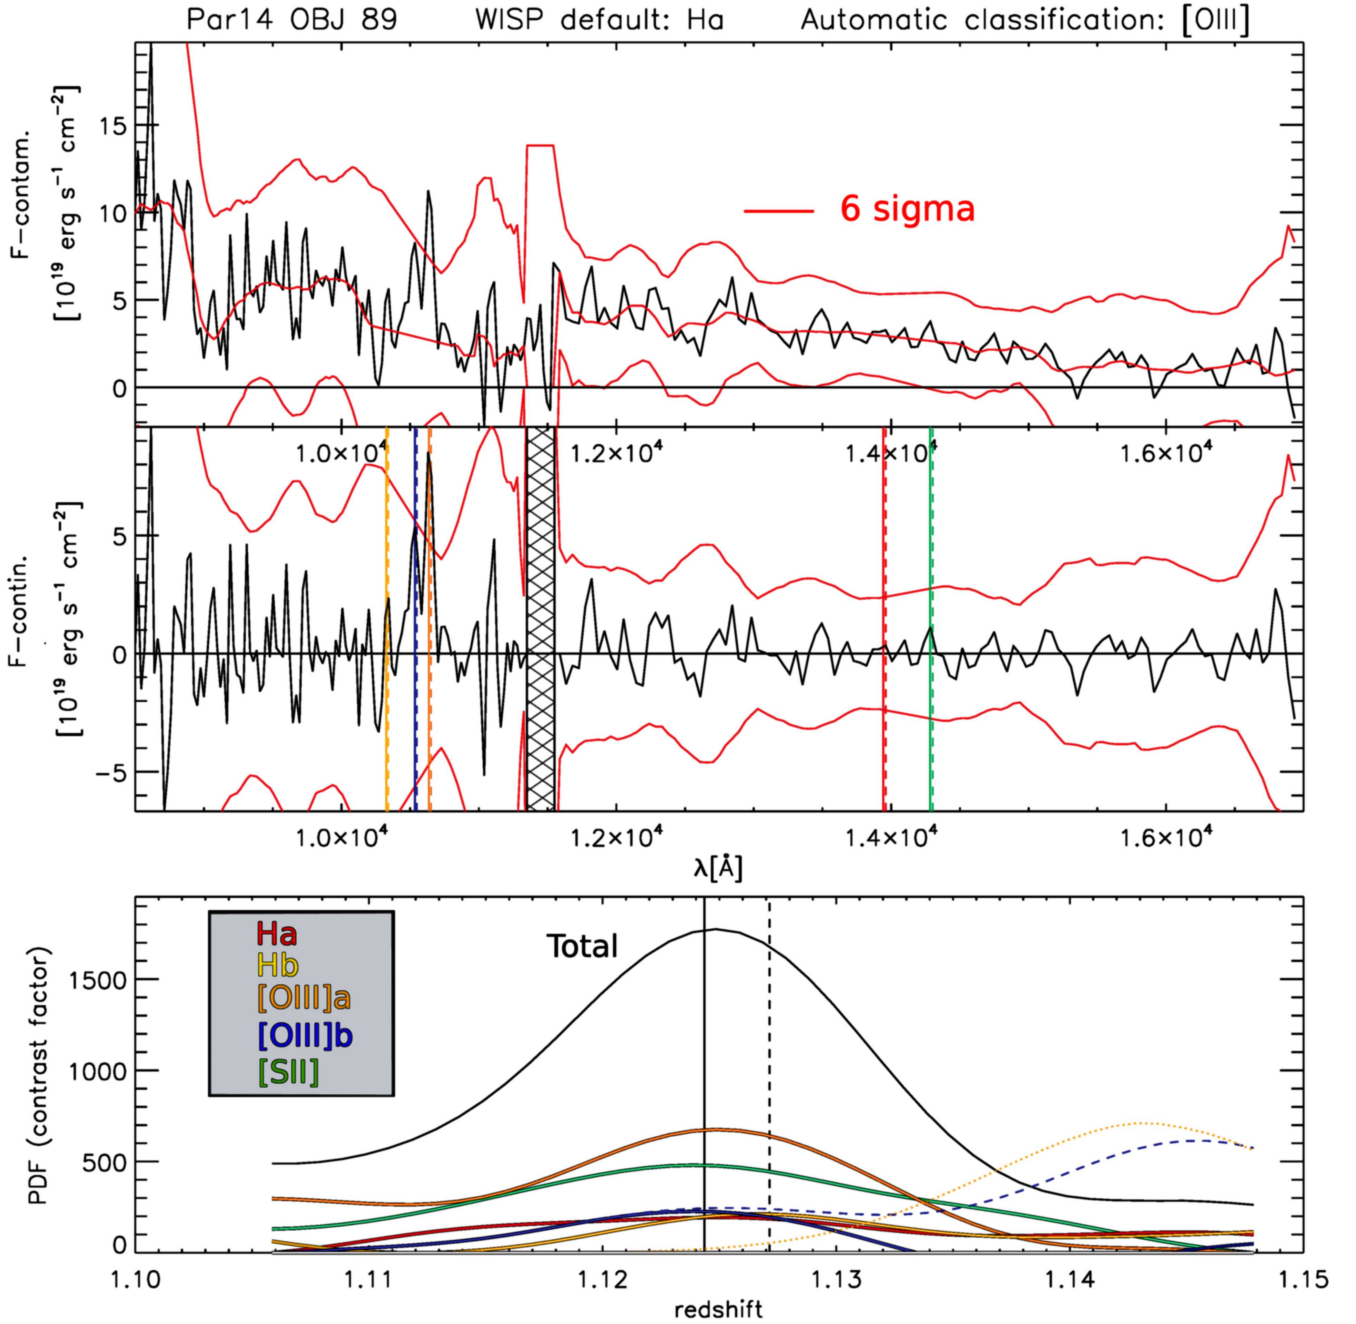 Par14 OBJ 89 WISP default: Ha Automatic classification: [OIII]
F-contam.
[10¹⁹ erg s⁻¹ cm⁻²]
15
10
5
0
6 sigma
1.0×10⁴ 1.2×10⁴ 1.4×10⁴ 1.6×10⁴
F-contin.
[10¹⁹ erg s⁻¹ cm⁻²]
5
0
−5
1.0×10⁴ 1.2×10⁴ 1.4×10⁴ 1.6×10⁴
λ[Å]
PDF (contrast factor)
1500
1000
500
0
Ha
Hb
[OIII]a
[OIII]b
[SII]
Total
1.10 1.11 1.12 1.13 1.14 1.15
redshift